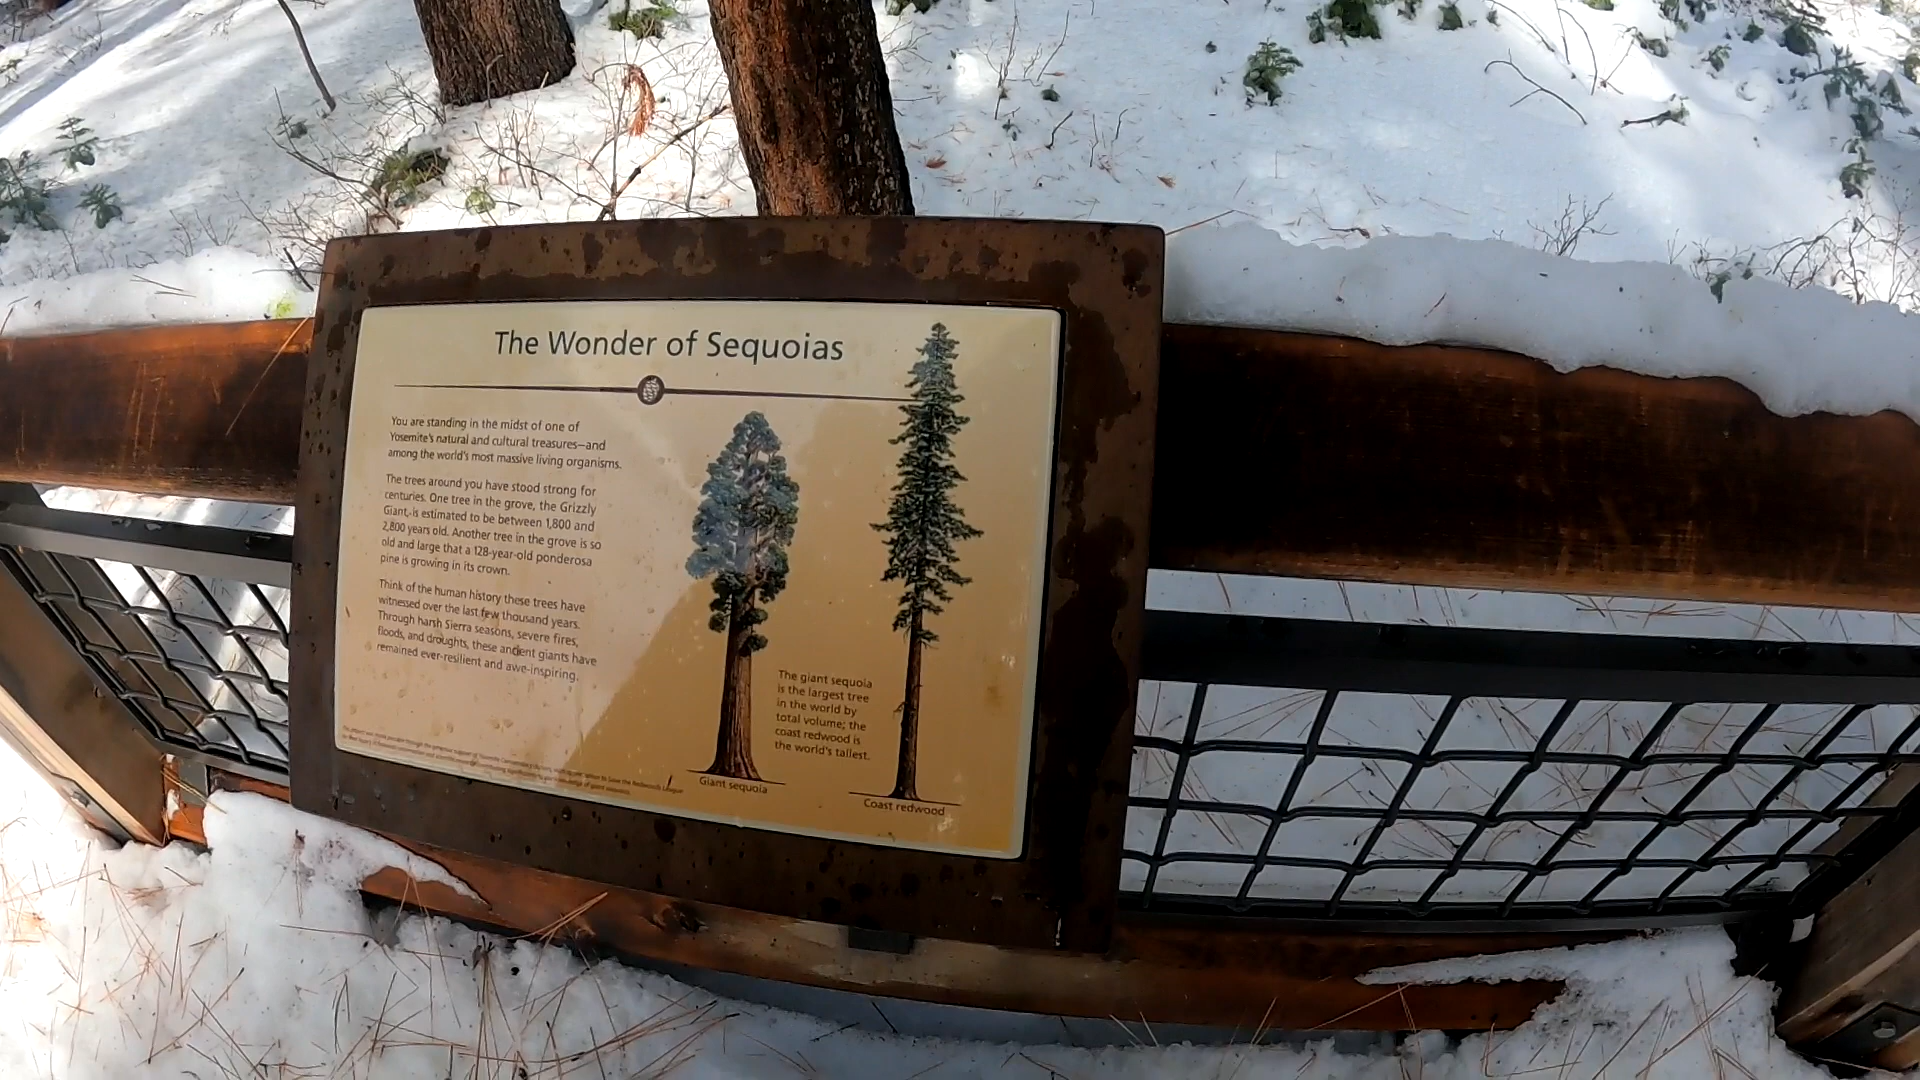 The Wonder of Sequoias
You are standing in the midst of one of
Yosemite's natural and cultural treasures—and
among the world's most massive living organisms.
The trees around you have stood strong for
centuries. One tree in the grove, the Grizzly
Giant, is estimated to be between 1,800 and
2,800 years old. Another tree in the grove is so
old and large that a 128-year-old ponderosa
pine is growing in its crown.
Think of the human history these trees have
witnessed over the last few thousand years.
Through harsh Sierra seasons, severe fires,
floods, and droughts, these ancient giants have
remained ever-resilient and awe-inspiring.
The giant sequoia
is the largest tree
in the world by
total volume; the
coast redwood is
the world's tallest.
Giant sequoia
Coast redwood